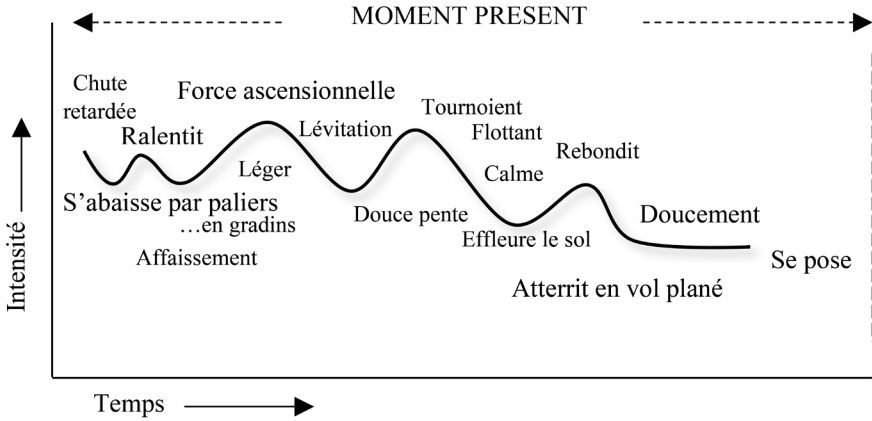 MOMENT PRESENT
Chute
retardée
Force ascensionnelle
Tournoient
Ralentit
Lévitation
Flottant
Rebondit
Léger
Calme
S’abaisse par paliers
Douce pente
Doucement
…en gradins
Effleure le sol
Affaissement
Se pose
Atterrit en vol plané
Intensité
Temps